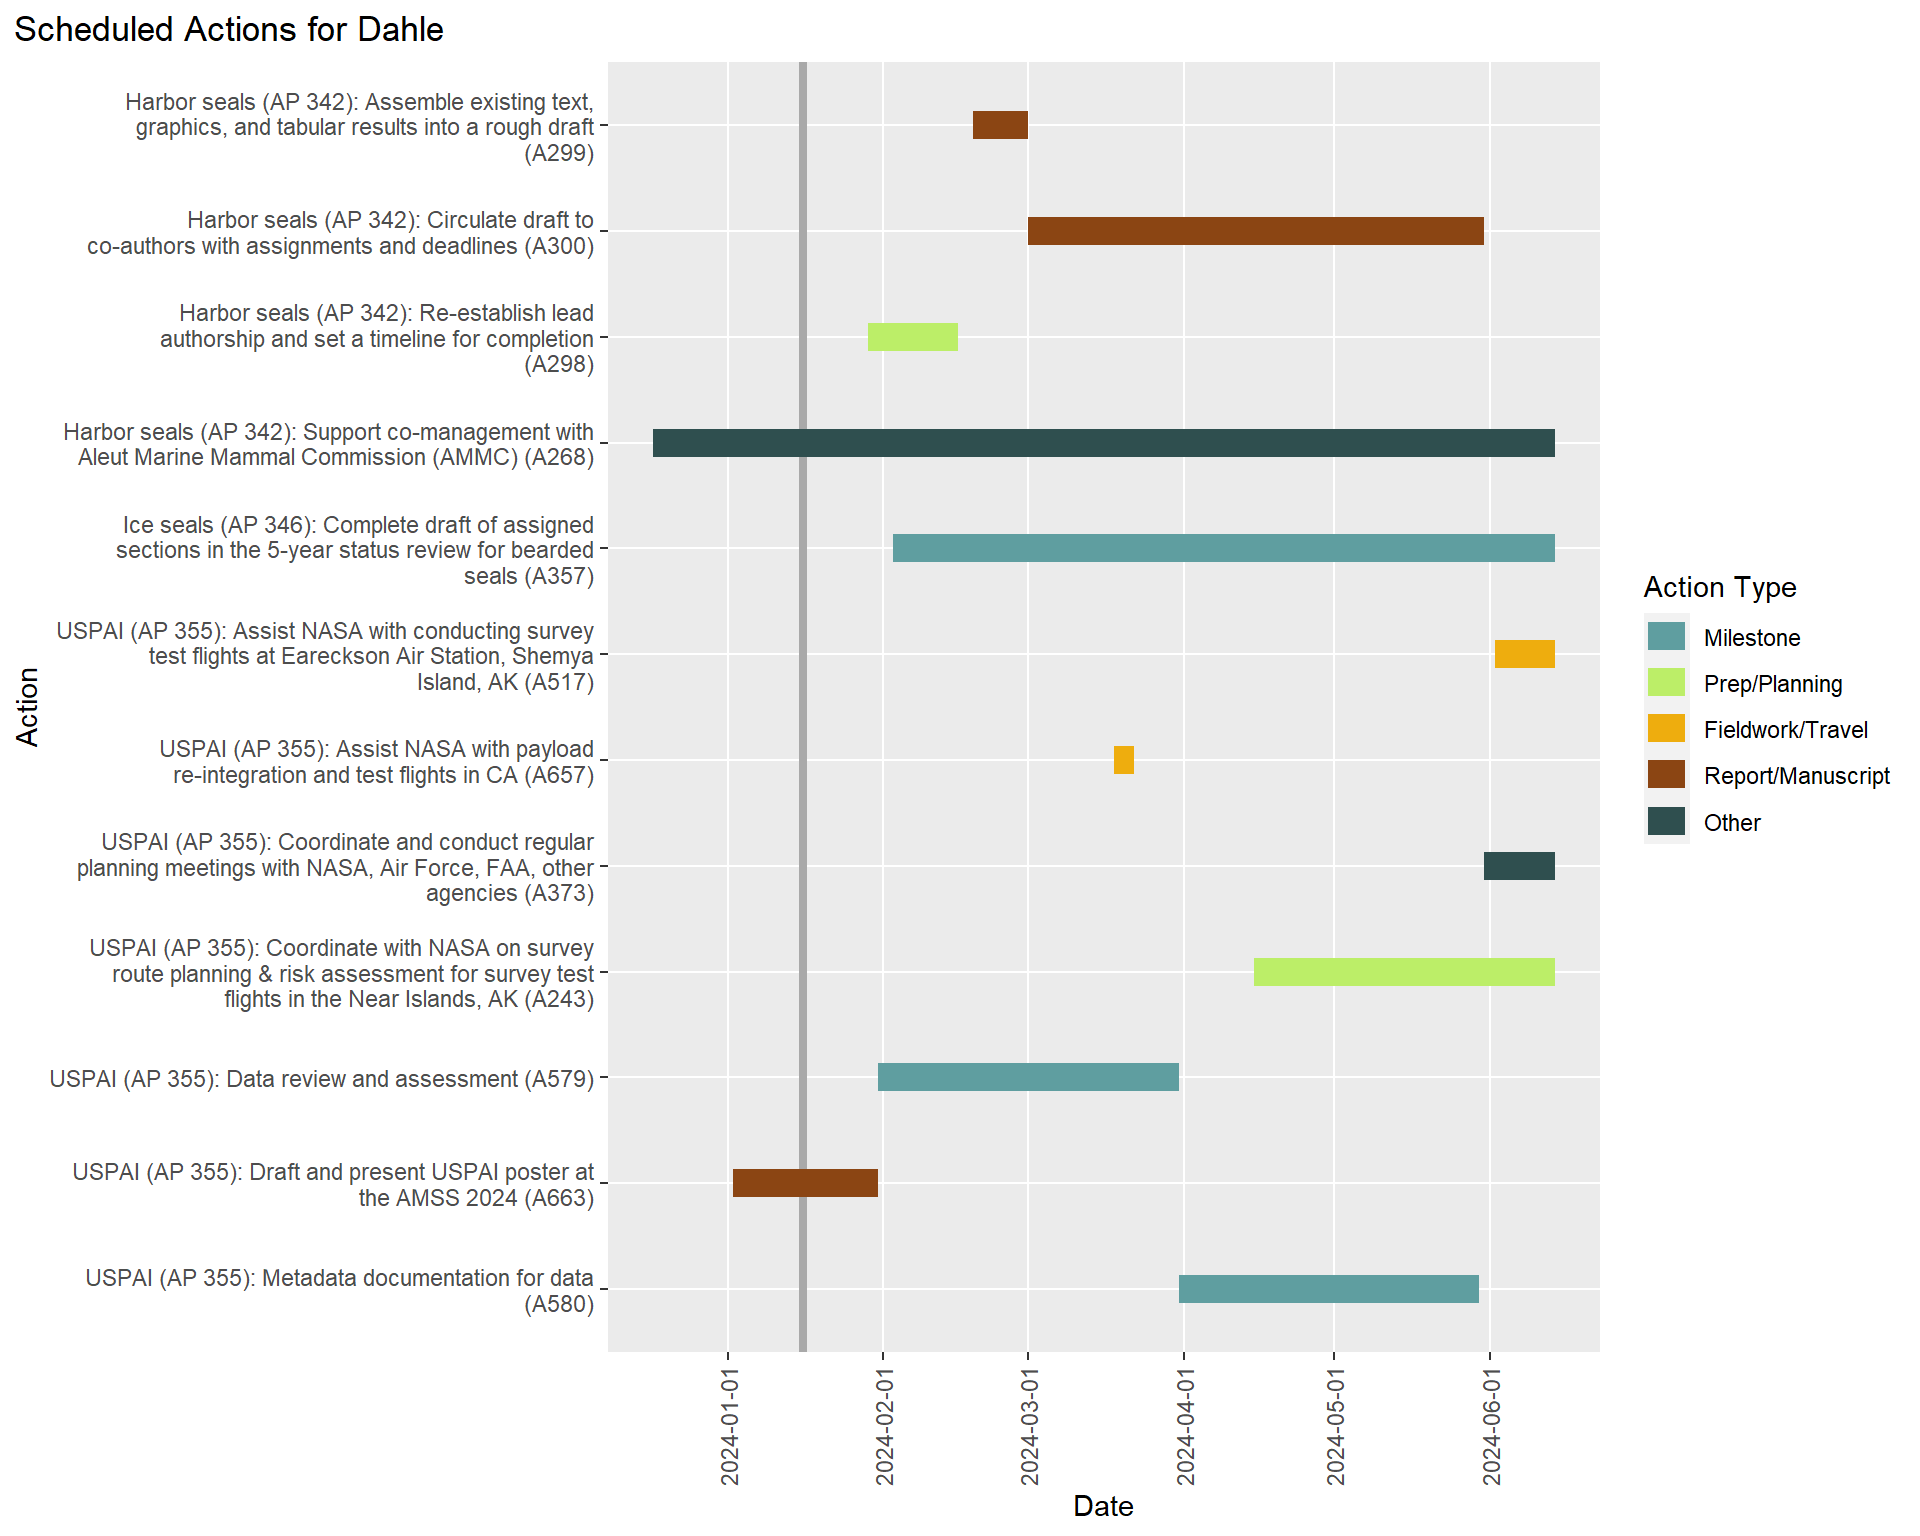 Scheduled Actions for Dahle
Harbor seals (AP 342): Assemble existing text,
graphics, and tabular results into a rough draft
(A299)
Harbor seals (AP 342): Circulate draft to
co-authors with assignments and deadlines (A300)
Harbor seals (AP 342): Re-establish lead
authorship and set a timeline for completion
(A298)
Harbor seals (AP 342): Support co-management with
Aleut Marine Mammal Commission (AMMC) (A268)
Ice seals (AP 346): Complete draft of assigned
sections in the 5-year status review for bearded
seals (A357)
USPAI (AP 355): Assist NASA with conducting survey
test flights at Eareckson Air Station, Shemya
Island, AK (A517)
USPAI (AP 355): Assist NASA with payload
re-integration and test flights in CA (A657)
USPAI (AP 355): Coordinate and conduct regular
planning meetings with NASA, Air Force, FAA, other
agencies (A373)
USPAI (AP 355): Coordinate with NASA on survey
route planning & risk assessment for survey test
flights in the Near Islands, AK (A243)
USPAI (AP 355): Data review and assessment (A579)
USPAI (AP 355): Draft and present USPAI poster at
the AMSS 2024 (A663)
USPAI (AP 355): Metadata documentation for data
(A580)
Action
2024-01-01
2024-02-01
2024-03-01
2024-04-01
2024-05-01
2024-06-01
Date
Action Type
Milestone
Prep/Planning
Fieldwork/Travel
Report/Manuscript
Other